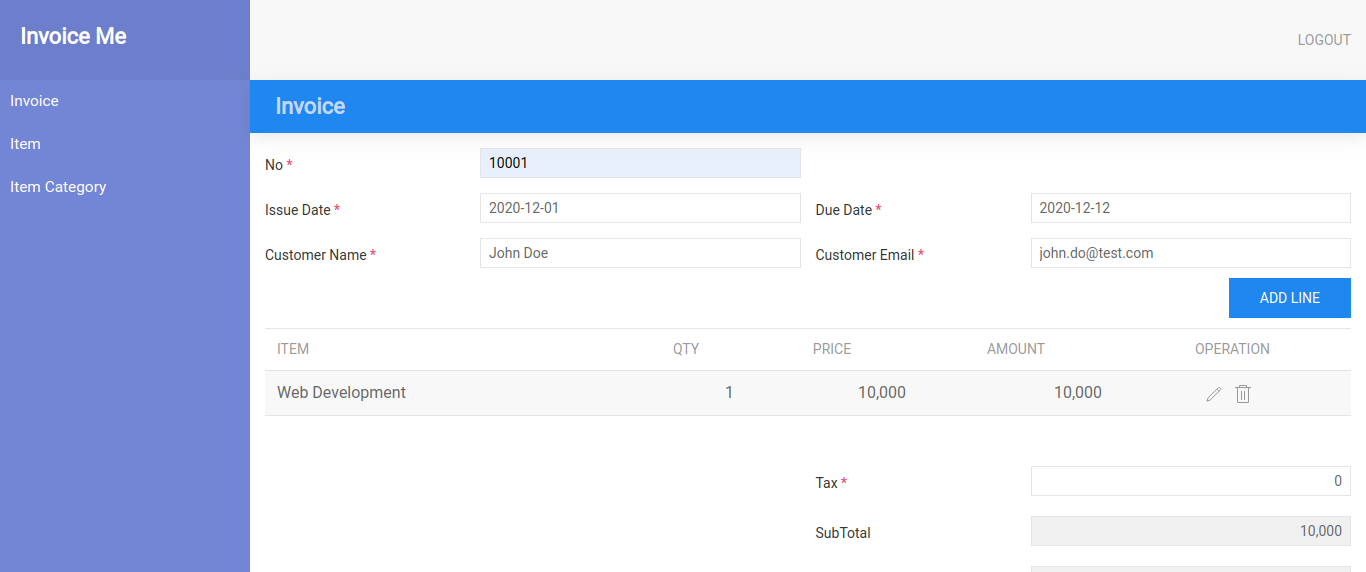 Invoice Me
LOGOUT
Invoice
Item
Item Category
Invoice
No *
10001
Issue Date *
2020-12-01
Due Date *
2020-12-12
Customer Name *
John Doe
Customer Email *
john.do@test.com
ADD LINE
ITEM QTY PRICE AMOUNT OPERATION
Web Development 1 10,000 10,000
Tax *
0
SubTotal
10,000